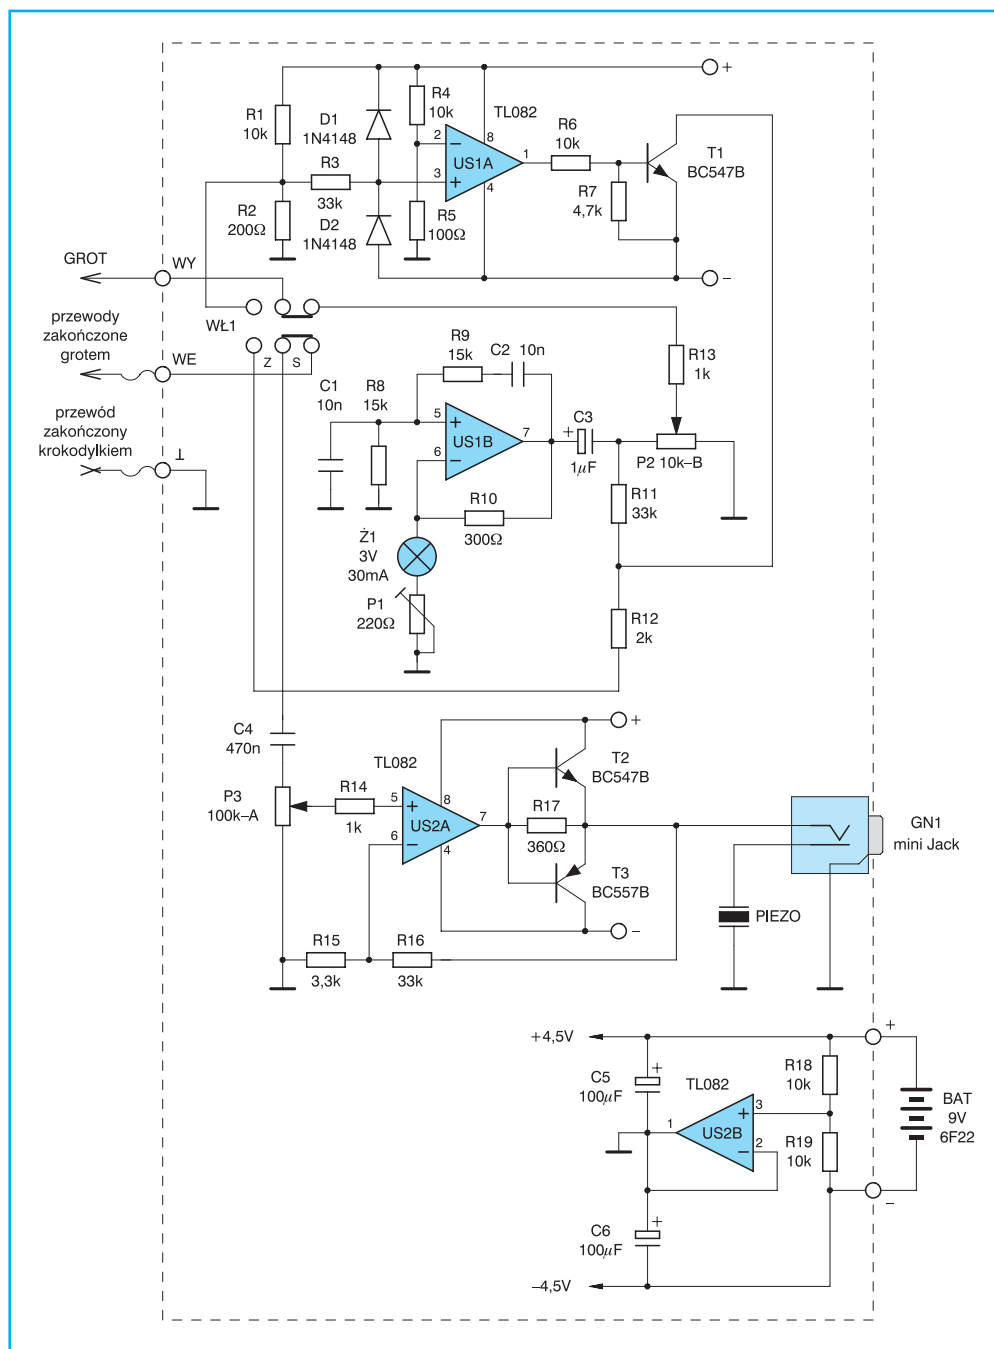 +
R1
10k
D1
1N4148
R4
10k
TL082
R6
10k
T1
BC547B
2
−
8
US1A
1
3
+
4
R3
33k
R7
4,7k
R2
200Ω
D2
1N4148
R5
100Ω
−
GROT
WY
WŁ1
przewody
zakończone
grotem
WE
Z
S
przewód
zakończony
krokodylkiem
⊥
R9
15k
C2
10n
R13
1k
C1
10n
R8
15k
5
+
US1B
7
6
−
+
C3
1µF
P2 10k–B
R10
300Ω
R11
33k
Ż1
3V
30mA
P1
220Ω
R12
2k
C4
470n
+
TL082
T2
BC547B
P3
100k–A
R14
1k
5
+
8
US2A
7
6
−
4
R17
360Ω
GN1
mini Jack
T3
BC557B
PIEZO
−
R15
3,3k
R16
33k
+4,5V
+
C5
100µF
+
TL082
R18
10k
BAT
9V
6F22
1
US2B
+
3
−
2
R19
10k
−
C6
100µF
+
−4,5V